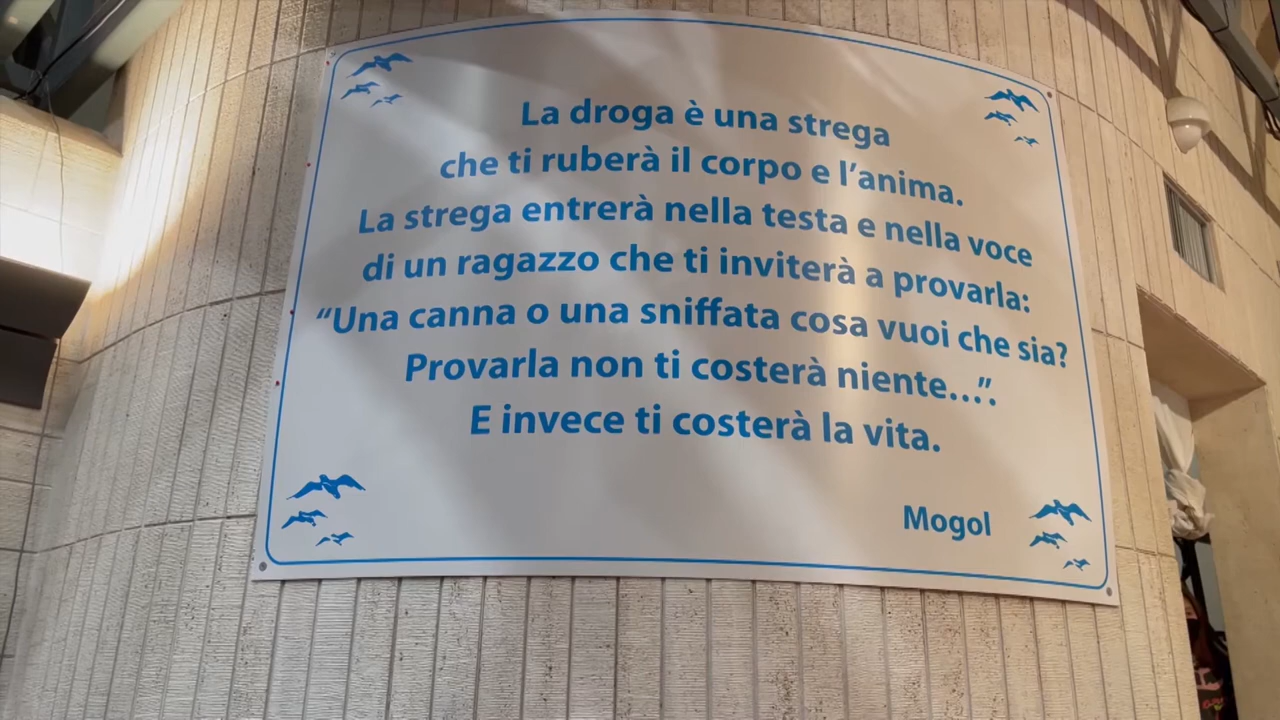 La droga è una strega
che ti ruberà il corpo e l'anima.
La strega entrerà nella testa e nella voce
di un ragazzo che ti inviterà a provarla:
“Una canna o una sniffata cosa vuoi che sia?
Provarla non ti costerà niente...”.
E invece ti costerà la vita.
Mogol